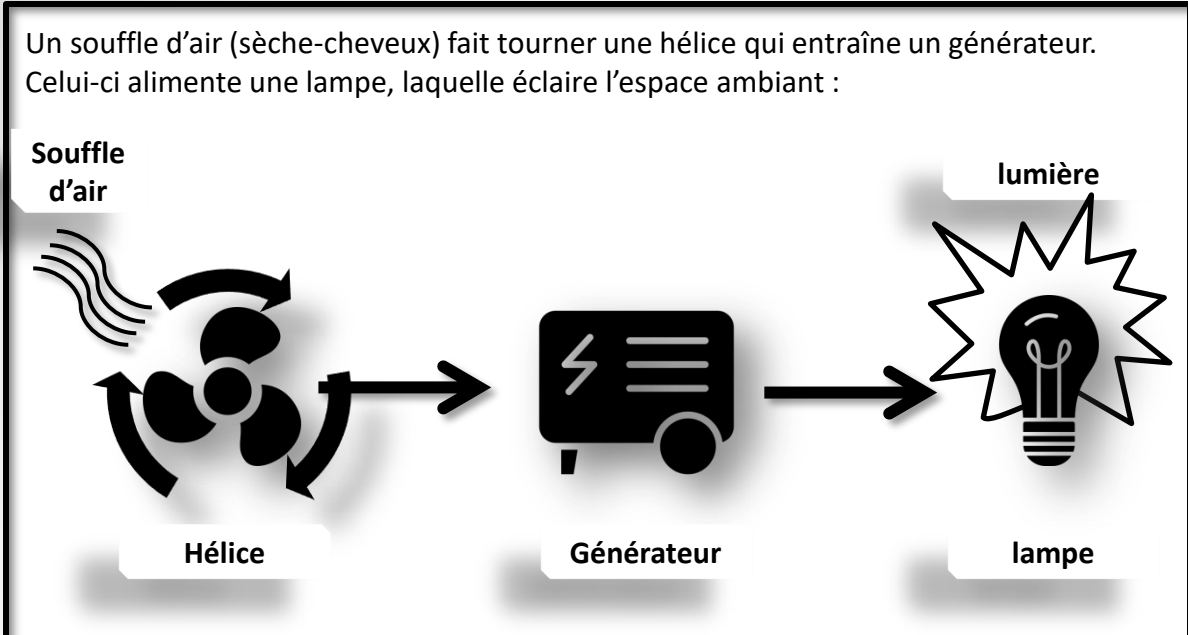 Un souffle d’air (sèche-cheveux) fait tourner une hélice qui entraîne un générateur.
Celui-ci alimente une lampe, laquelle éclaire l’espace ambiant :
Souffle
d’air
lumière
Hélice
Générateur
lampe